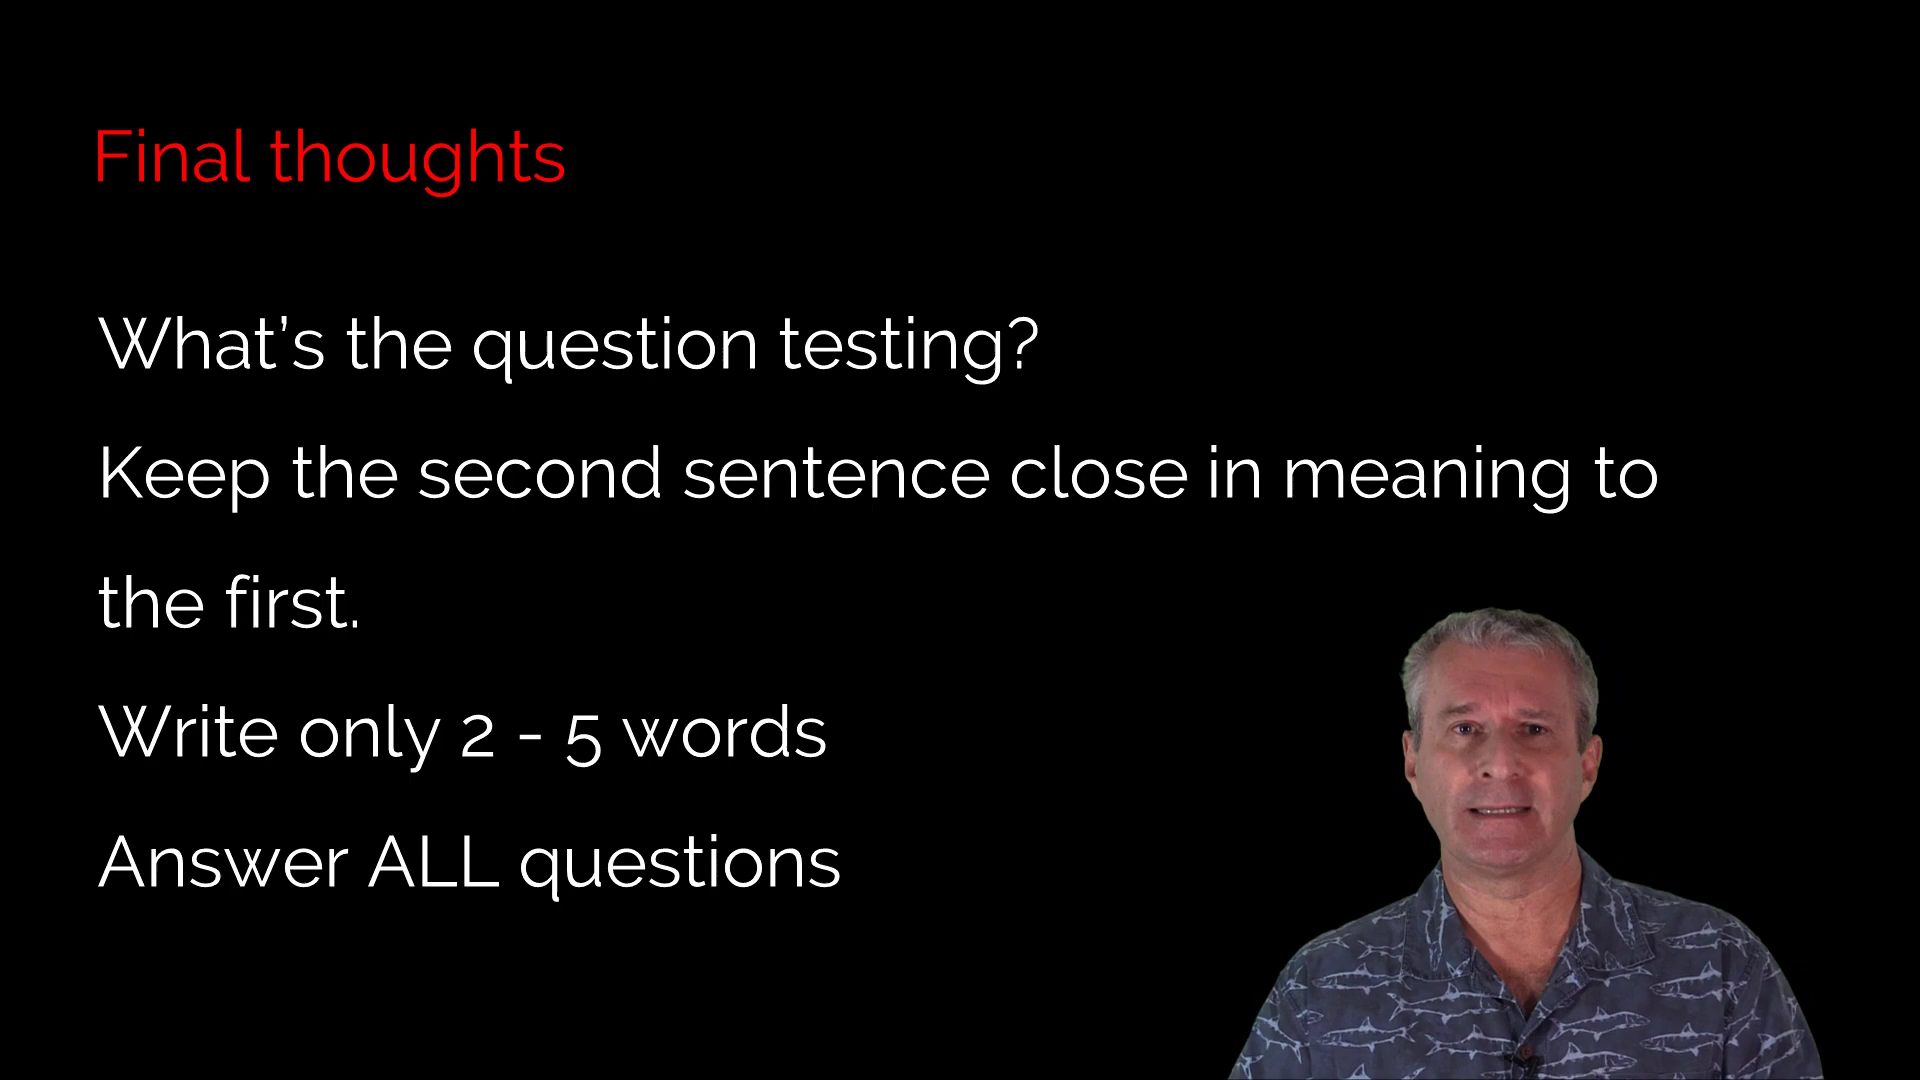 Final thoughts
What's the question testing?
Keep the second sentence close in meaning to
the first.
Write only 2 - 5 words
Answer ALL questions